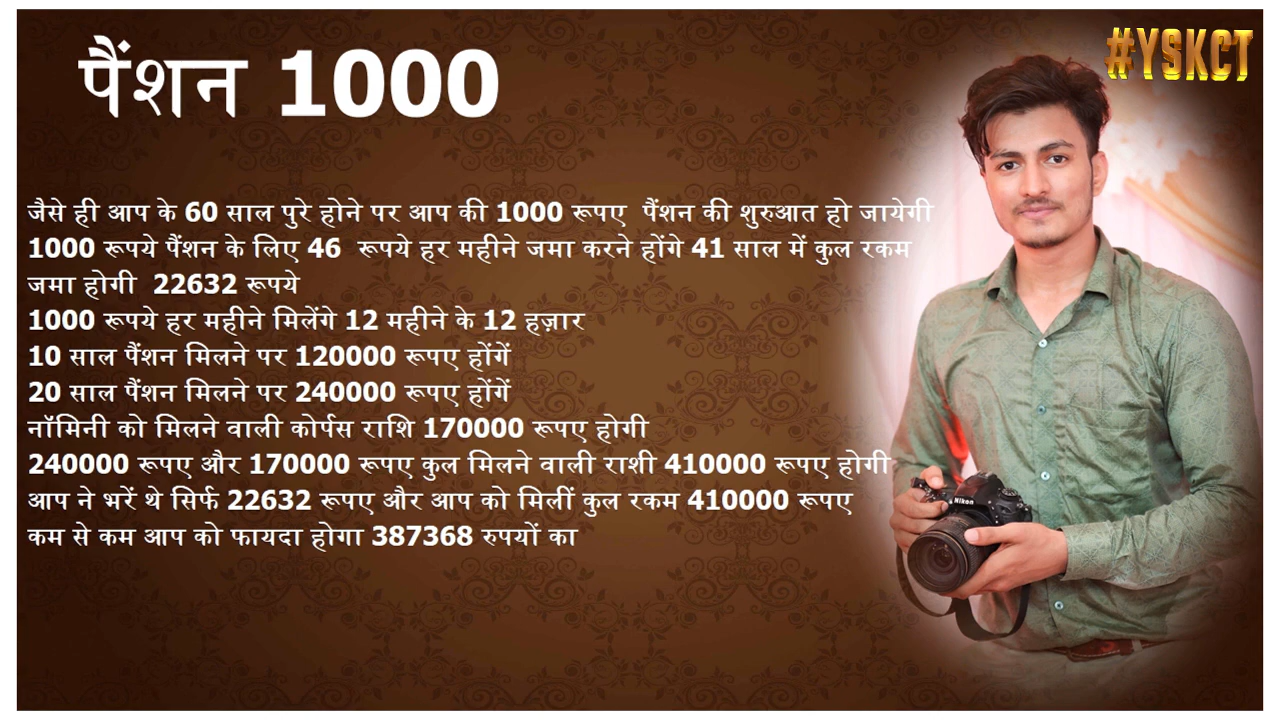 #YSKCT
पैंशन 1000
जैसे ही आप के 60 साल पुरे होने पर आप की 1000 रूपए पैंशन की शुरुआत हो जायेगी
1000 रूपये पैंशन के लिए 46 रूपये हर महीने जमा करने होंगे 41 साल में कुल रकम
जमा होगी 22632 रूपये
1000 रूपये हर महीने मिलेंगे 12 महीने के 12 हज़ार
10 साल पैंशन मिलने पर 120000 रूपए होंगें
20 साल पैंशन मिलने पर 240000 रूपए होंगें
नॉमिनी को मिलने वाली कोर्पस राशि 170000 रूपए होगी
240000 रूपए और 170000 रूपए कुल मिलने वाली राशी 410000 रूपए होगी
आप ने भरें थे सिर्फ 22632 रूपए और आप को मिलीं कुल रकम 410000 रूपए
कम से कम आप को फायदा होगा 387368 रुपयों का
Nikon